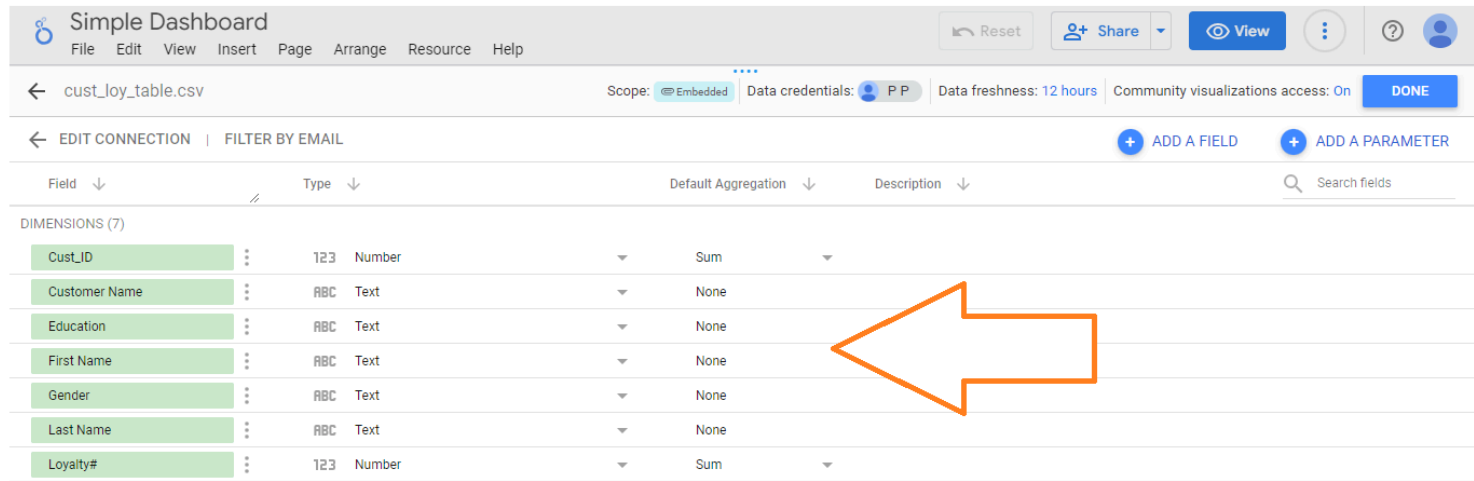 Simple Dashboard
File Edit View Insert Page Arrange Resource Help
Reset
Share
View
cust_loy_table.csv
Scope: Embedded Data credentials: P P Data freshness: 12 hours Community visualizations access: On DONE
EDIT CONNECTION | FILTER BY EMAIL
ADD A FIELD
ADD A PARAMETER
Field Type Default Aggregation Description Search fields
DIMENSIONS (7)
Cust_ID 123 Number Sum
Customer Name ABC Text None
Education ABC Text None
First Name ABC Text None
Gender ABC Text None
Last Name ABC Text None
Loyalty# 123 Number Sum